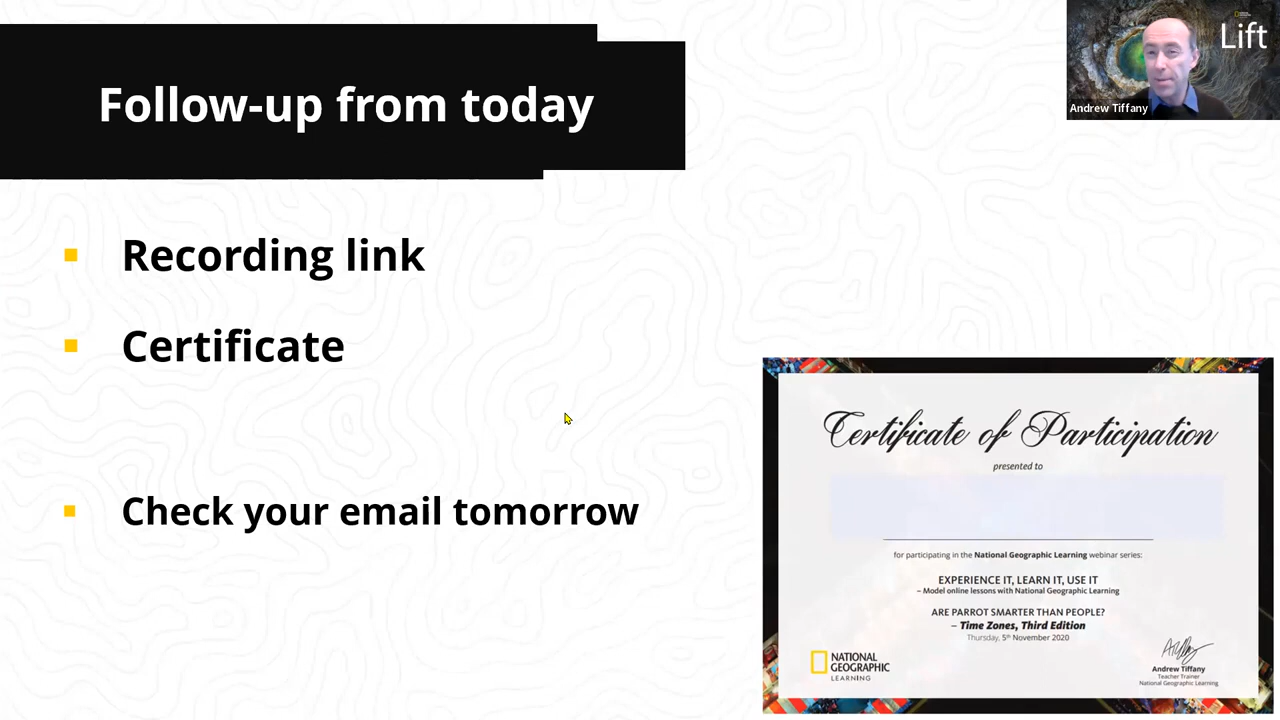 Follow-up from today
Lift
Andrew Tiffany
Recording link
Certificate
Check your email tomorrow
Certificate of Participation
presented to
for participating in the National Geographic Learning webinar series:
EXPERIENCE IT, LEARN IT, USE IT
– Model online lessons with National Geographic Learning
ARE PARROT SMARTER THAN PEOPLE?
– Time Zones, Third Edition
Thursday, 5th November 2020
NATIONAL
GEOGRAPHIC
LEARNING
Andrew Tiffany
Teacher Trainer
National Geographic Learning